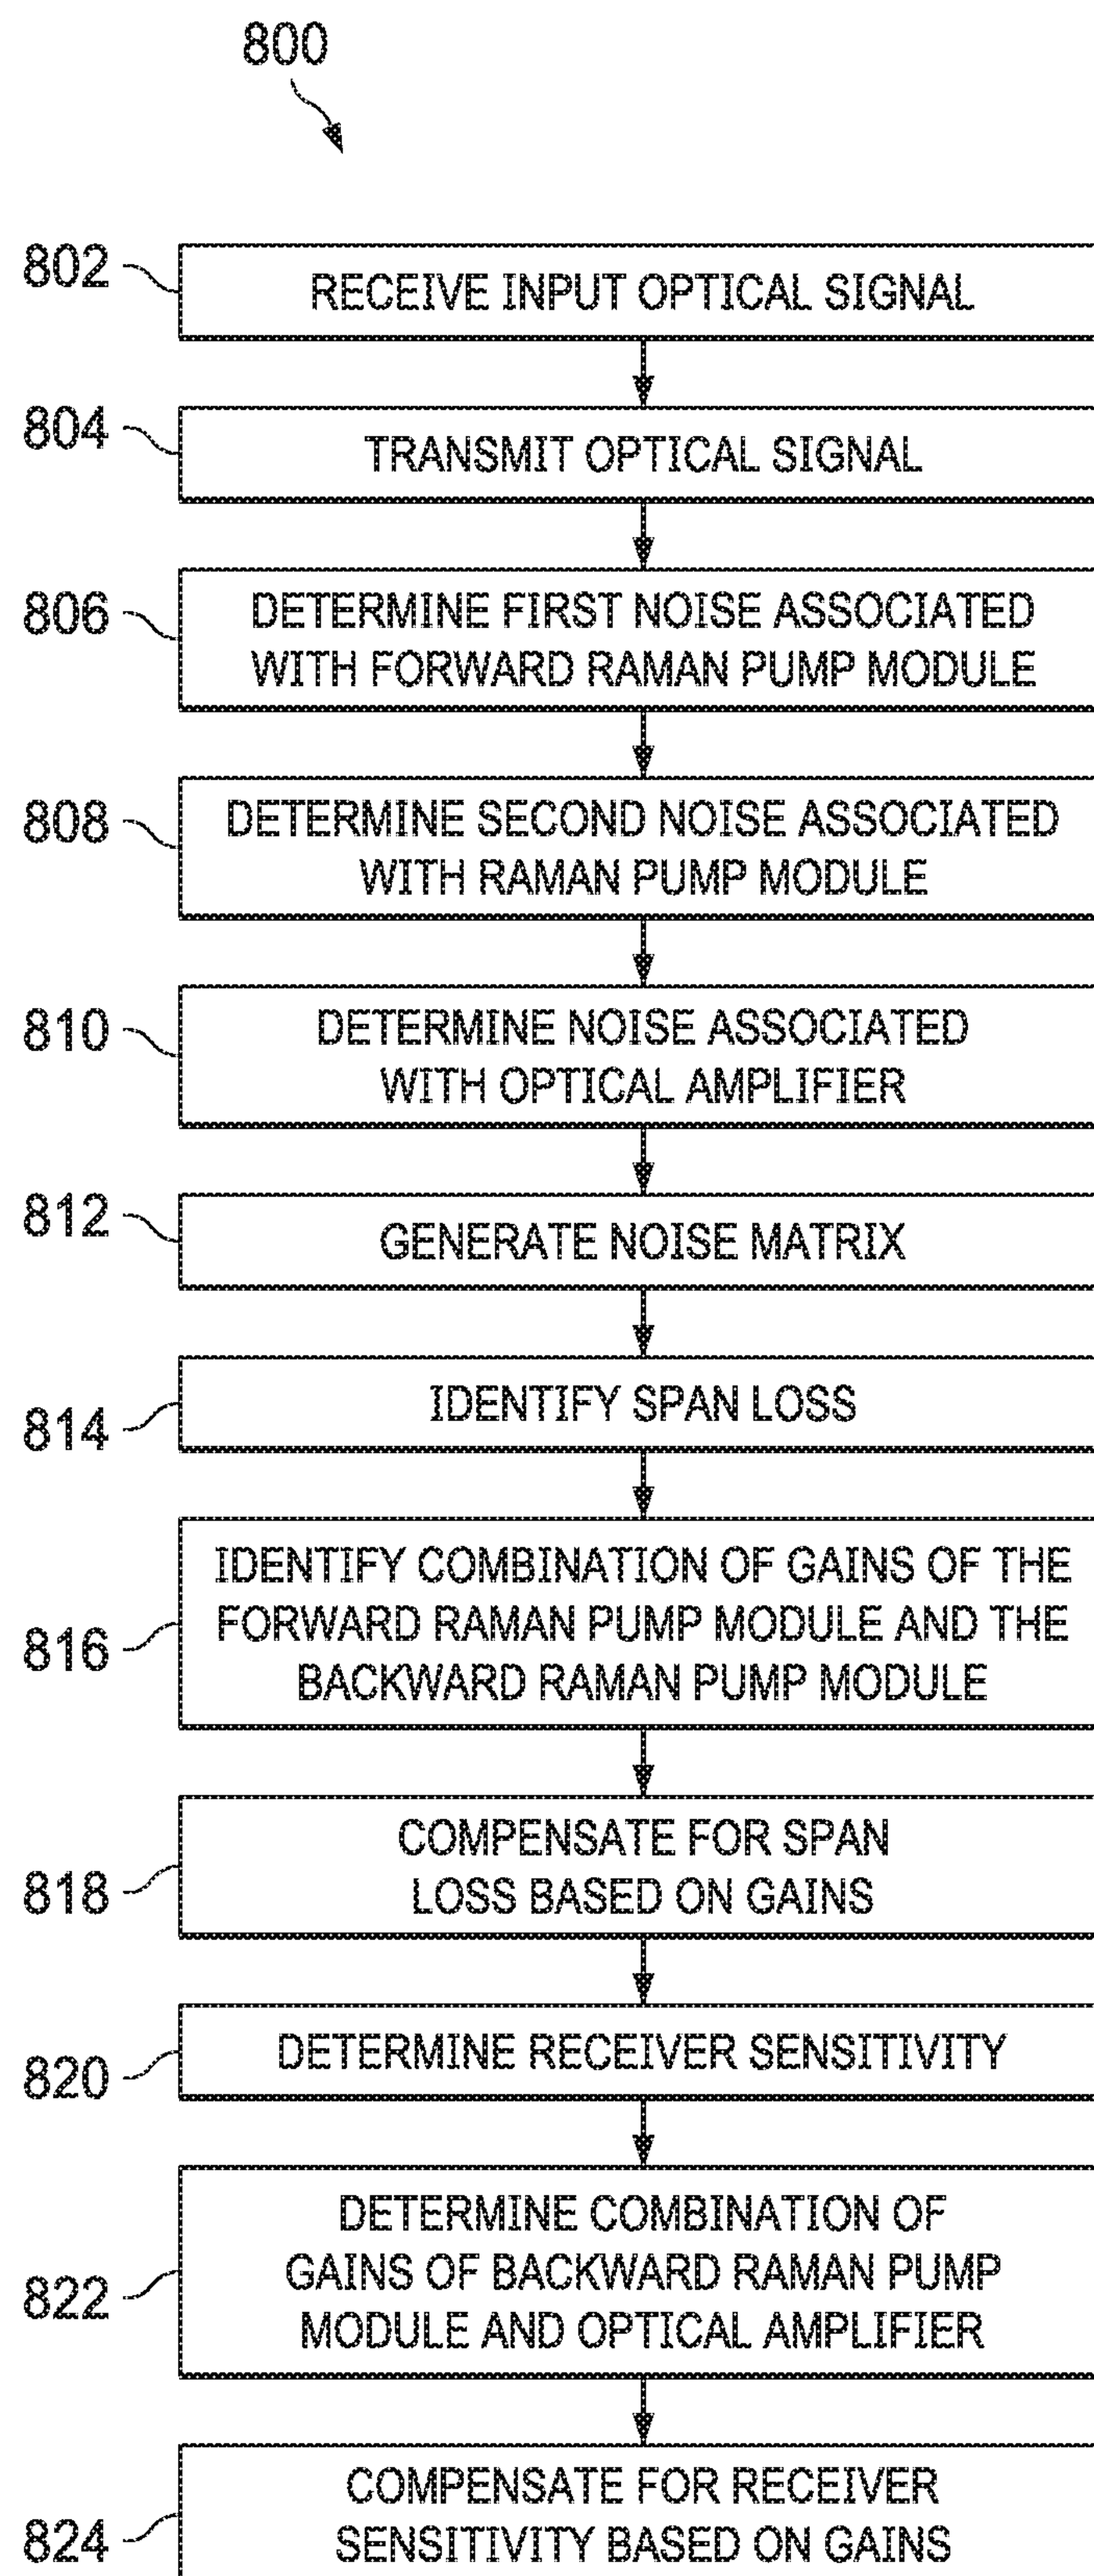 800
802
RECEIVE INPUT OPTICAL SIGNAL
804
TRANSMIT OPTICAL SIGNAL
806
DETERMINE FIRST NOISE ASSOCIATED
WITH FORWARD RAMAN PUMP MODULE
808
DETERMINE SECOND NOISE ASSOCIATED
WITH RAMAN PUMP MODULE
810
DETERMINE NOISE ASSOCIATED
WITH OPTICAL AMPLIFIER
812
GENERATE NOISE MATRIX
814
IDENTIFY SPAN LOSS
816
IDENTIFY COMBINATION OF GAINS OF THE
FORWARD RAMAN PUMP MODULE AND THE
BACKWARD RAMAN PUMP MODULE
818
COMPENSATE FOR SPAN
LOSS BASED ON GAINS
820
DETERMINE RECEIVER SENSITIVITY
822
DETERMINE COMBINATION OF
GAINS OF BACKWARD RAMAN PUMP
MODULE AND OPTICAL AMPLIFIER
824
COMPENSATE FOR RECEIVER
SENSITIVITY BASED ON GAINS